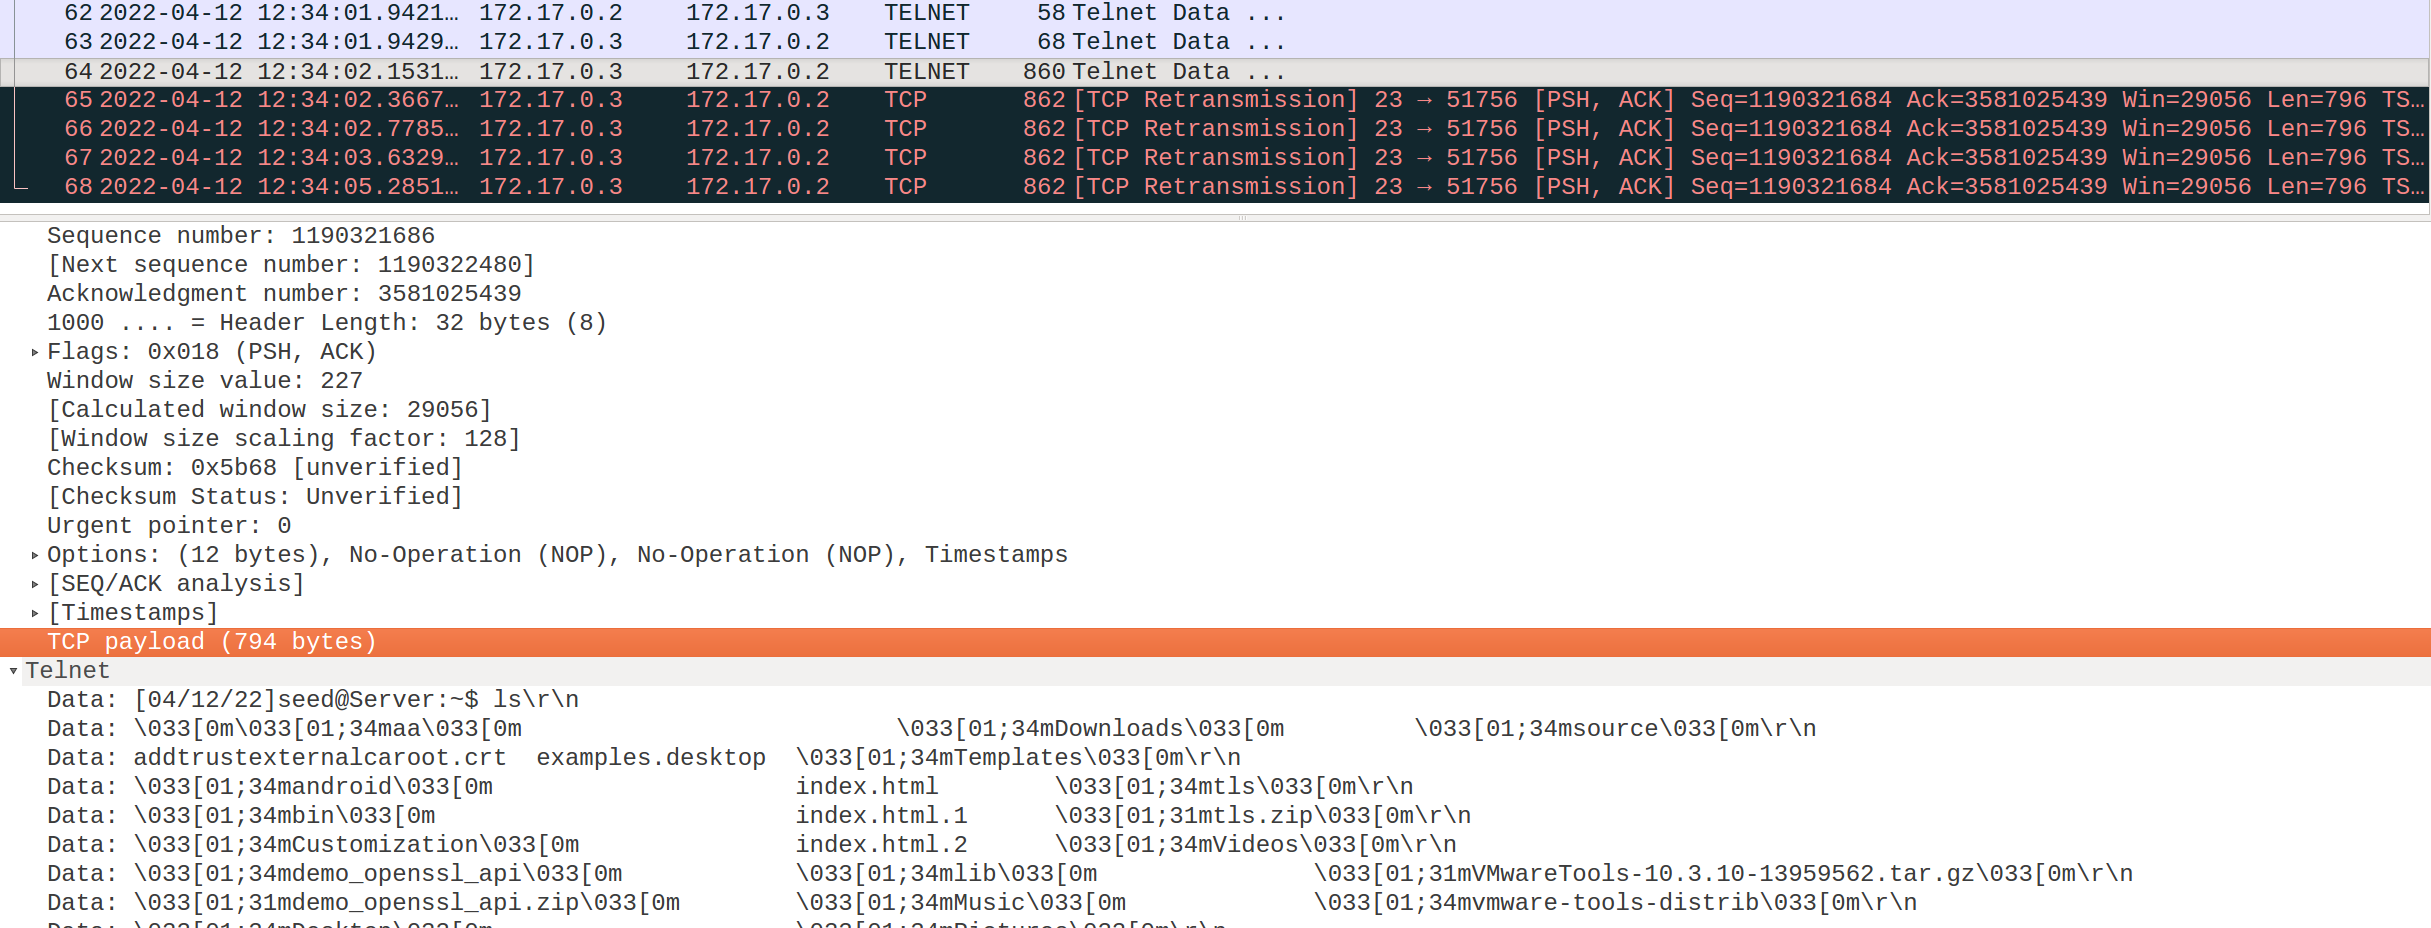 62 2022-04-12 12:34:01.9421… 172.17.0.2 172.17.0.3 TELNET 58 Telnet Data ...
63 2022-04-12 12:34:01.9429… 172.17.0.3 172.17.0.2 TELNET 68 Telnet Data ...
64 2022-04-12 12:34:02.1531… 172.17.0.3 172.17.0.2 TELNET 860 Telnet Data ...
65 2022-04-12 12:34:02.3667… 172.17.0.3 172.17.0.2 TCP 862 [TCP Retransmission] 23 → 51756 [PSH, ACK] Seq=1190321684 Ack=3581025439 Win=29056 Len=796 TS…
66 2022-04-12 12:34:02.7785… 172.17.0.3 172.17.0.2 TCP 862 [TCP Retransmission] 23 → 51756 [PSH, ACK] Seq=1190321684 Ack=3581025439 Win=29056 Len=796 TS…
67 2022-04-12 12:34:03.6329… 172.17.0.3 172.17.0.2 TCP 862 [TCP Retransmission] 23 → 51756 [PSH, ACK] Seq=1190321684 Ack=3581025439 Win=29056 Len=796 TS…
68 2022-04-12 12:34:05.2851… 172.17.0.3 172.17.0.2 TCP 862 [TCP Retransmission] 23 → 51756 [PSH, ACK] Seq=1190321684 Ack=3581025439 Win=29056 Len=796 TS…
Sequence number: 1190321686
[Next sequence number: 1190322480]
Acknowledgment number: 3581025439
1000 .... = Header Length: 32 bytes (8)
Flags: 0x018 (PSH, ACK)
Window size value: 227
[Calculated window size: 29056]
[Window size scaling factor: 128]
Checksum: 0x5b68 [unverified]
[Checksum Status: Unverified]
Urgent pointer: 0
Options: (12 bytes), No-Operation (NOP), No-Operation (NOP), Timestamps
[SEQ/ACK analysis]
[Timestamps]
TCP payload (794 bytes)
Telnet
Data: [04/12/22]seed@Server:~$ ls\r\n
Data: \033[0m\033[01;34maa\033[0m \033[01;34mDownloads\033[0m \033[01;34msource\033[0m\r\n
Data: addtrustexternalcaroot.crt examples.desktop \033[01;34mTemplates\033[0m\r\n
Data: \033[01;34mandroid\033[0m index.html \033[01;34mtls\033[0m\r\n
Data: \033[01;34mbin\033[0m index.html.1 \033[01;31mtls.zip\033[0m\r\n
Data: \033[01;34mCustomization\033[0m index.html.2 \033[01;34mVideos\033[0m\r\n
Data: \033[01;34mdemo_openssl_api\033[0m \033[01;34mlib\033[0m \033[01;31mVMwareTools-10.3.10-13959562.tar.gz\033[0m\r\n
Data: \033[01;31mdemo_openssl_api.zip\033[0m \033[01;34mMusic\033[0m \033[01;34mvmware-tools-distrib\033[0m\r\n
Data: \033[01;34mDesktop\033[0m \033[01;34mPictures\033[0m\r\n